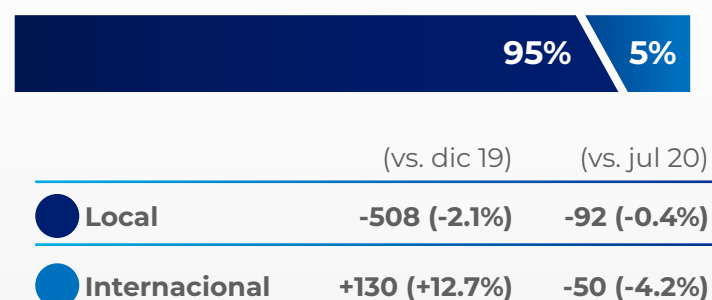 95% 5%
(vs. dic 19) (vs. jul 20)
Local -508 (-2.1%) -92 (-0.4%)
Internacional +130 (+12.7%) -50 (-4.2%)